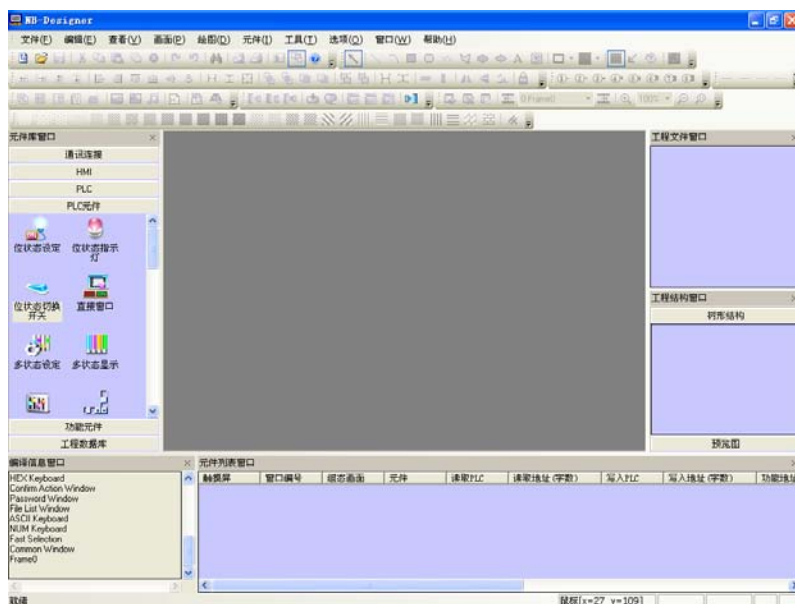 NB-Designer
文件(F) 编辑(E) 查看(V) 画面(P) 绘图(D) 元件(I) 工具(T) 选项(O) 窗口(W) 帮助(H)
0 Frame0
100%
元件库窗口
通讯连接
HMI
PLC
PLC元件
位状态设定 位状态指示灯
位状态切换开关 直接窗口
多状态设定 多状态显示
功能元件
工程数据库
工程文件窗口
工程结构窗口
树形结构
预览图
编译信息窗口
HEX Keyboard
Confirm Action Window
Password Window
File List Window
ASCII Keyboard
NUM Keyboard
Fast Selection
Common Window
Frame0
元件列表窗口
触摸屏 窗口编号 组态画面 元件 读取PLC 读取地址(字数) 写入PLC 写入地址(字数) 功能地址
就绪
鼠标[x=27 y=109]